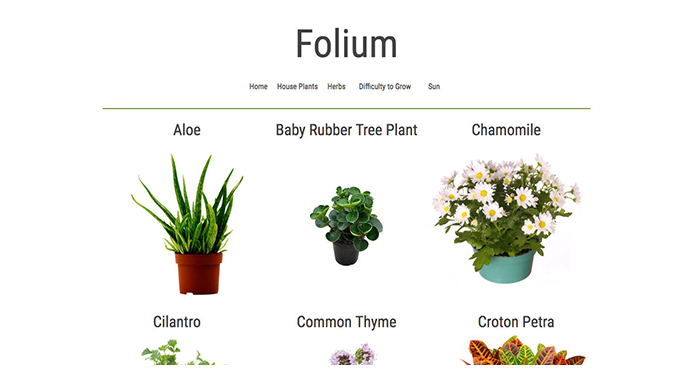 Folium
Home House Plants Herbs Difficulty to Grow Sun
Aloe Baby Rubber Tree Plant Chamomile
Cilantro Common Thyme Croton Petra